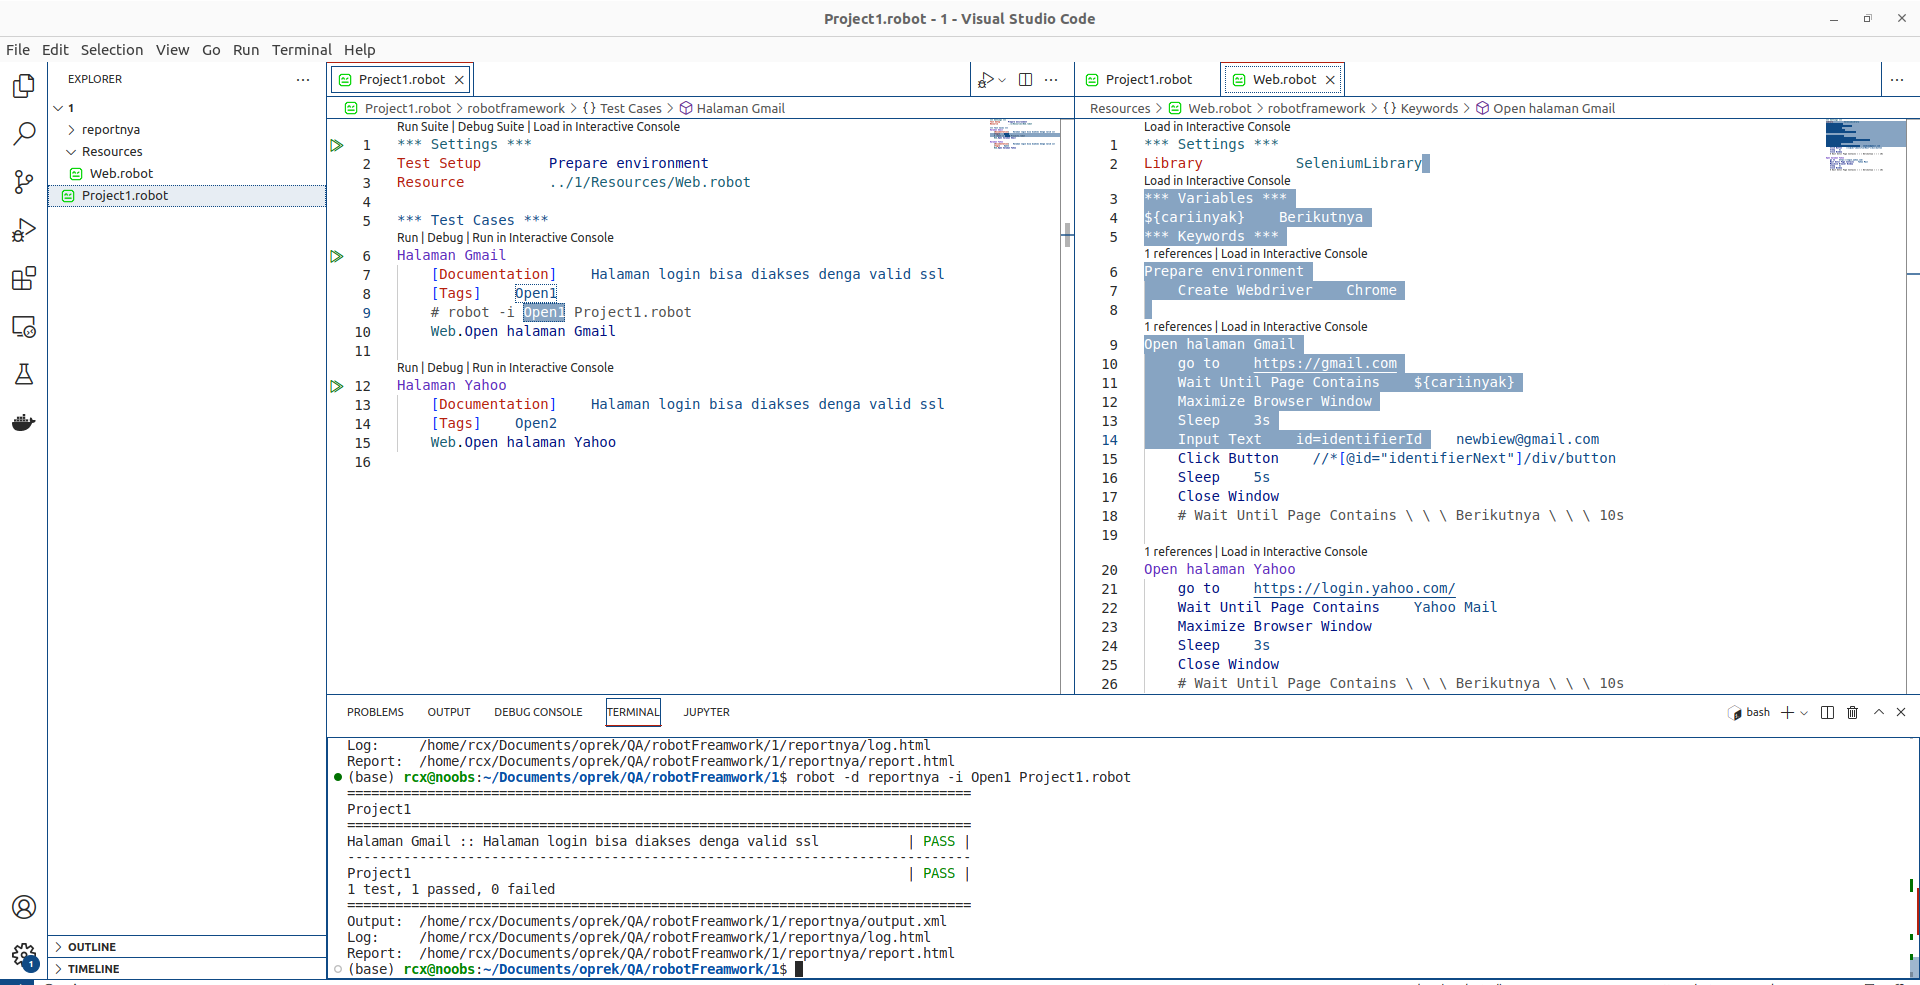 Project1.robot - 1 - Visual Studio Code
File Edit Selection View Go Run Terminal Help
EXPLORER
1
reportnya
Resources
Web.robot
Project1.robot
OUTLINE
TIMELINE
1
Project1.robot
Project1.robot > robotframework > {} Test Cases > Halaman Gmail
Run Suite | Debug Suite | Load in Interactive Console
1 *** Settings ***
2 Test Setup        Prepare environment
3 Resource          ../1/Resources/Web.robot
4
5 *** Test Cases ***
Run | Debug | Run in Interactive Console
6 Halaman Gmail
7     [Documentation]    Halaman login bisa diakses denga valid ssl
8     [Tags]    Open1
9     # robot -i Open1 Project1.robot
10     Web.Open halaman Gmail
11
Run | Debug | Run in Interactive Console
12 Halaman Yahoo
13     [Documentation]    Halaman login bisa diakses denga valid ssl
14     [Tags]    Open2
15     Web.Open halaman Yahoo
16
Project1.robot Web.robot
Resources > Web.robot > robotframework > {} Keywords > Open halaman Gmail
Load in Interactive Console
1 *** Settings ***
2 Library           SeleniumLibrary
Load in Interactive Console
3 *** Variables ***
4 ${cariinyak}    Berikutnya
5 *** Keywords ***
1 references | Load in Interactive Console
6 Prepare environment
7     Create Webdriver    Chrome
8
1 references | Load in Interactive Console
9 Open halaman Gmail
10     go to    https://gmail.com
11     Wait Until Page Contains    ${cariinyak}
12     Maximize Browser Window
13     Sleep    3s
14     Input Text    id=identifierId    newbiew@gmail.com
15     Click Button    //*[@id="identifierNext"]/div/button
16     Sleep    5s
17     Close Window
18     # Wait Until Page Contains \ \ \ Berikutnya \ \ \ 10s
19
1 references | Load in Interactive Console
20 Open halaman Yahoo
21     go to    https://login.yahoo.com/
22     Wait Until Page Contains    Yahoo Mail
23     Maximize Browser Window
24     Sleep    3s
25     Close Window
26     # Wait Until Page Contains \ \ \ Berikutnya \ \ \ 10s
PROBLEMS OUTPUT DEBUG CONSOLE TERMINAL JUPYTER
bash
Log:     /home/rcx/Documents/oprek/QA/robotFreamwork/1/reportnya/log.html
Report:  /home/rcx/Documents/oprek/QA/robotFreamwork/1/reportnya/report.html
(base) rcx@noobs:~/Documents/oprek/QA/robotFreamwork/1$ robot -d reportnya -i Open1 Project1.robot
==============================================================================
Project1
==============================================================================
Halaman Gmail :: Halaman login bisa diakses denga valid ssl           | PASS |
------------------------------------------------------------------------------
Project1                                                              | PASS |
1 test, 1 passed, 0 failed
==============================================================================
Output:  /home/rcx/Documents/oprek/QA/robotFreamwork/1/reportnya/output.xml
Log:     /home/rcx/Documents/oprek/QA/robotFreamwork/1/reportnya/log.html
Report:  /home/rcx/Documents/oprek/QA/robotFreamwork/1/reportnya/report.html
(base) rcx@noobs:~/Documents/oprek/QA/robotFreamwork/1$